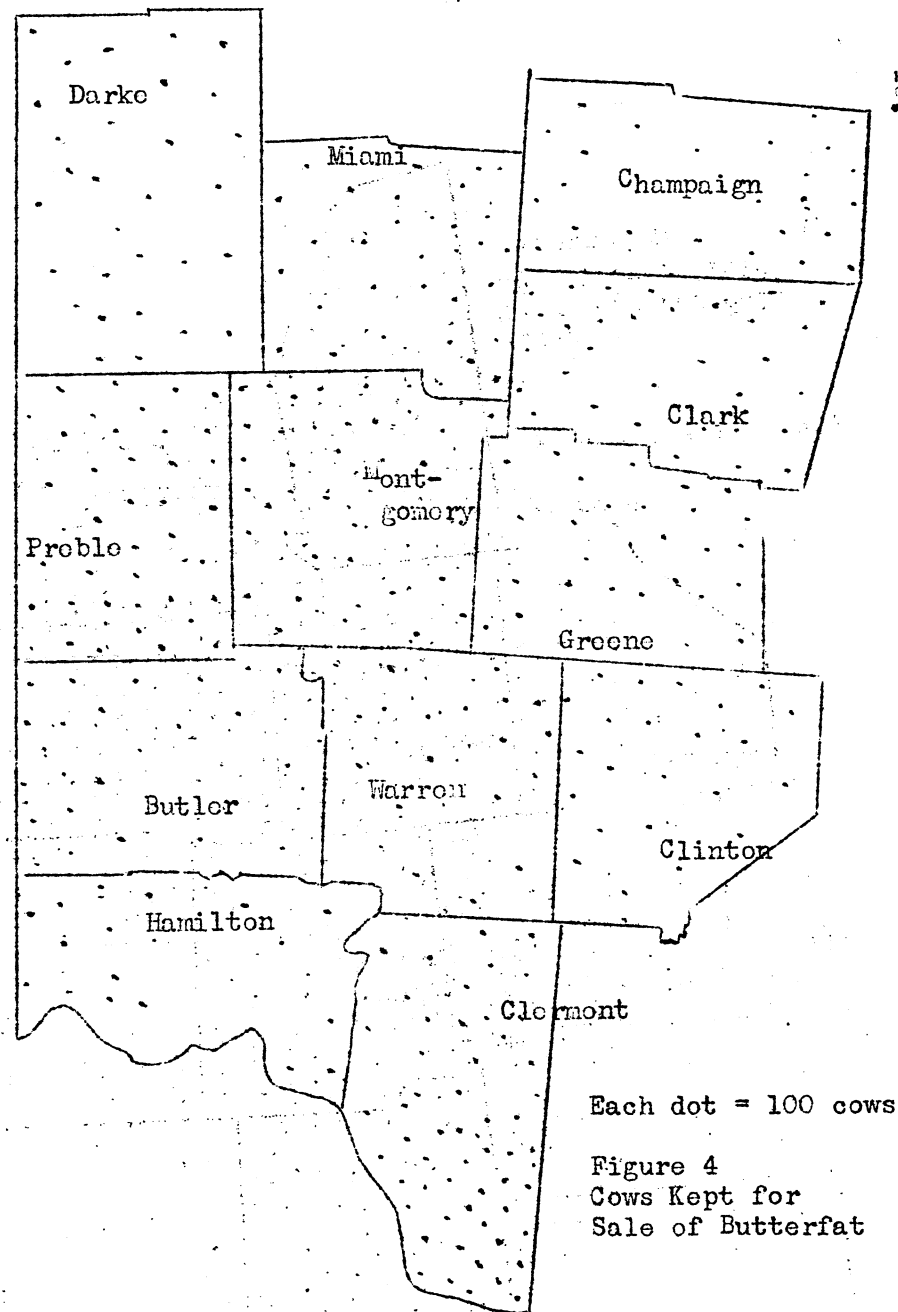 Darke
Miami
Champaign
Clark
Mont-
gomery
Preble
Greene
Butler
Warren
Clinton
Hamilton
Clermont
Each dot = 100 cows
Figure 4
Cows Kept for
Sale of Butterfat